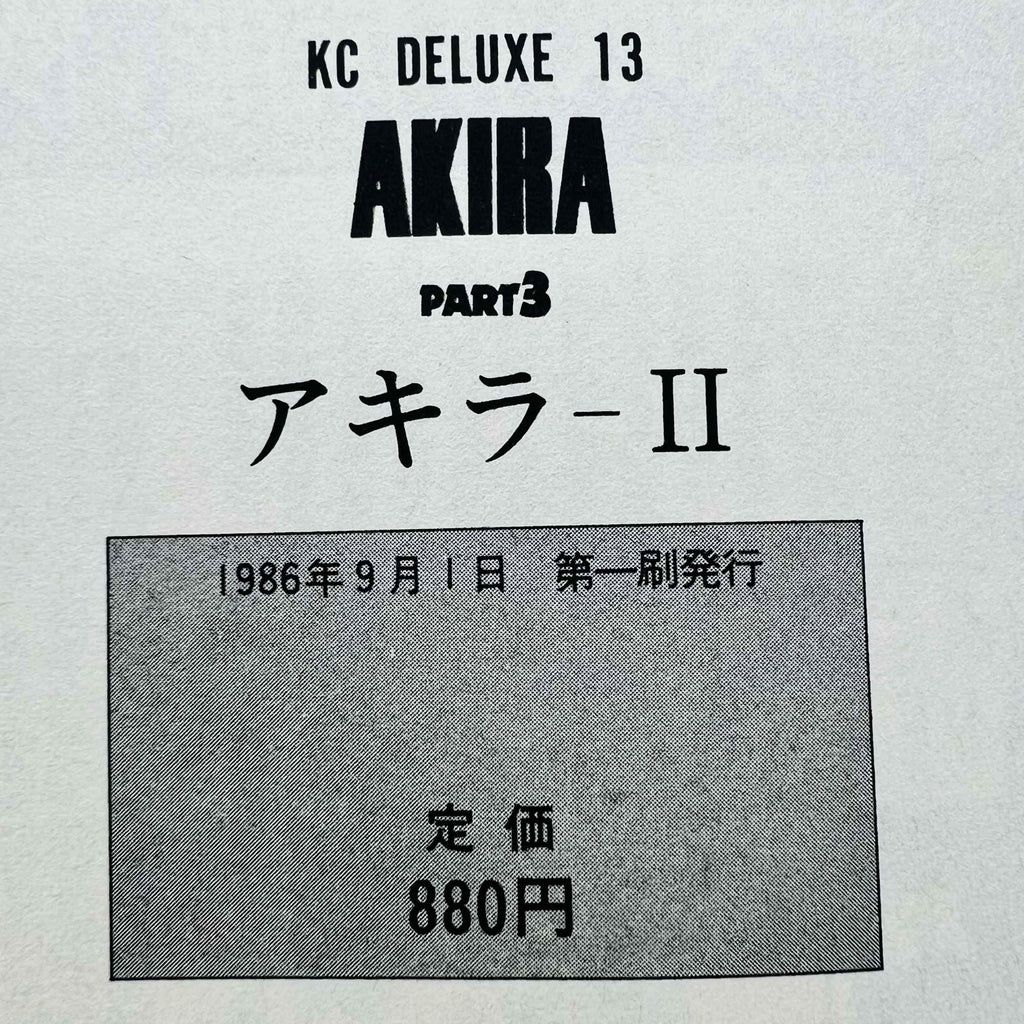 KC DELUXE 13
AKIRA
PART3
アキラ-II
1986年9月1日 第一刷発行
定価
880円